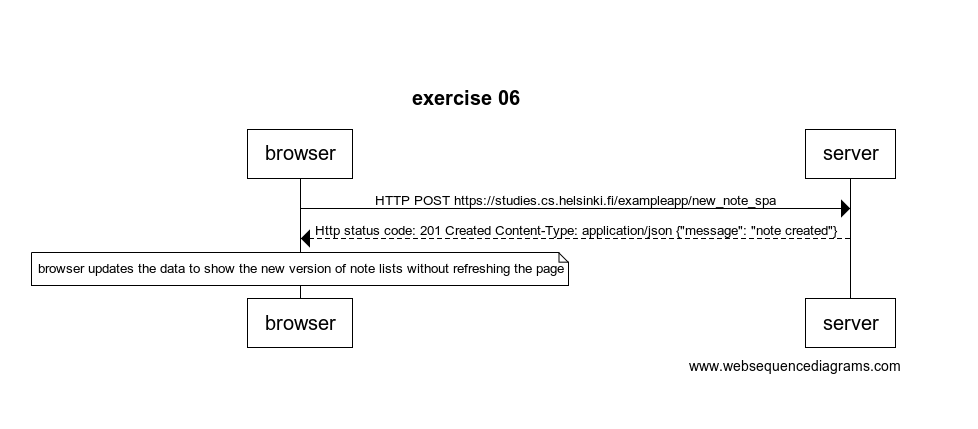 exercise 06
browser
server
HTTP POST https://studies.cs.helsinki.fi/exampleapp/new_note_spa
Http status code: 201 Created Content-Type: application/json {"message": "note created"}
browser updates the data to show the new version of note lists without refreshing the page
browser
server
www.websequencediagrams.com